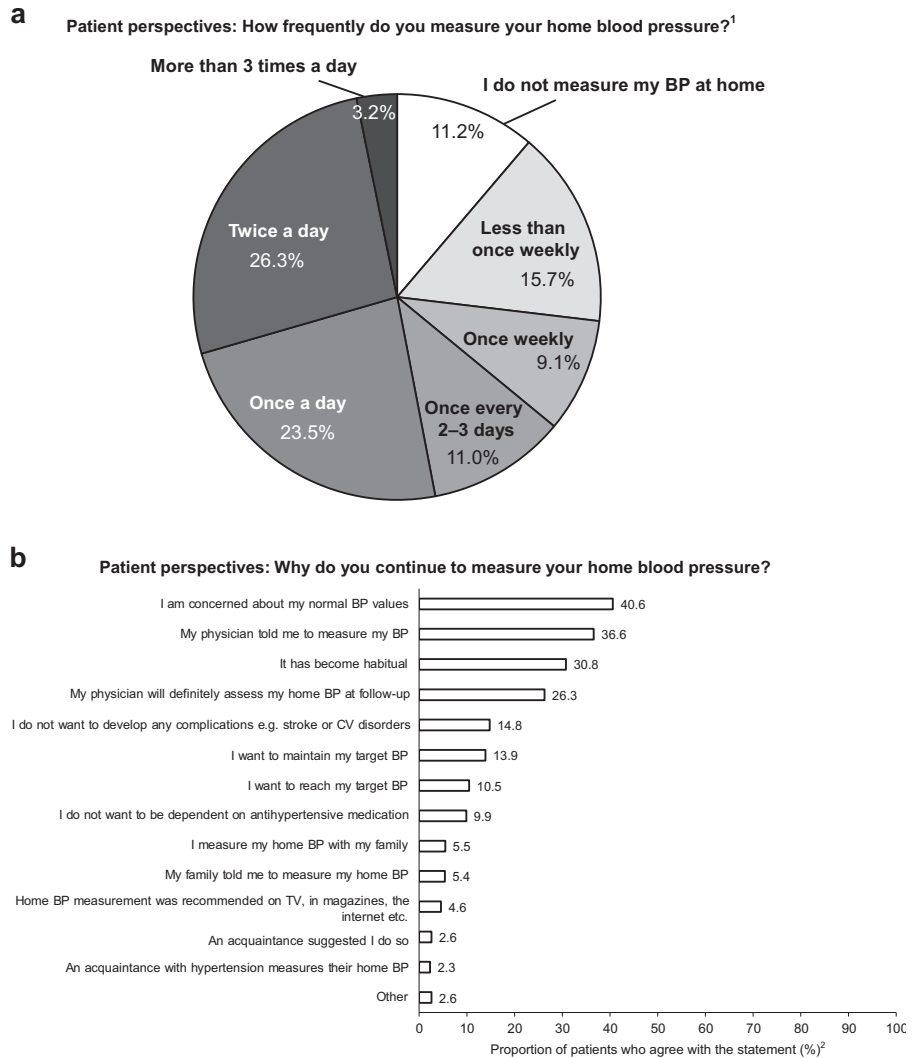 a
Patient perspectives: How frequently do you measure your home blood pressure?1
More than 3 times a day
3.2%
I do not measure my BP at home
11.2%
Less than
once weekly
15.7%
Once weekly
9.1%
Once every
2–3 days
11.0%
Once a day
23.5%
Twice a day
26.3%
b
Patient perspectives: Why do you continue to measure your home blood pressure?
I am concerned about my normal BP values 40.6
My physician told me to measure my BP 36.6
It has become habitual 30.8
My physician will definitely assess my home BP at follow-up 26.3
I do not want to develop any complications e.g. stroke or CV disorders 14.8
I want to maintain my target BP 13.9
I want to reach my target BP 10.5
I do not want to be dependent on antihypertensive medication 9.9
I measure my home BP with my family 5.5
My family told me to measure my home BP 5.4
Home BP measurement was recommended on TV, in magazines, the
internet etc. 4.6
An acquaintance suggested I do so 2.6
An acquaintance with hypertension measures their home BP 2.3
Other 2.6
0 10 20 30 40 50 60 70 80 90 100
Proportion of patients who agree with the statement (%)2